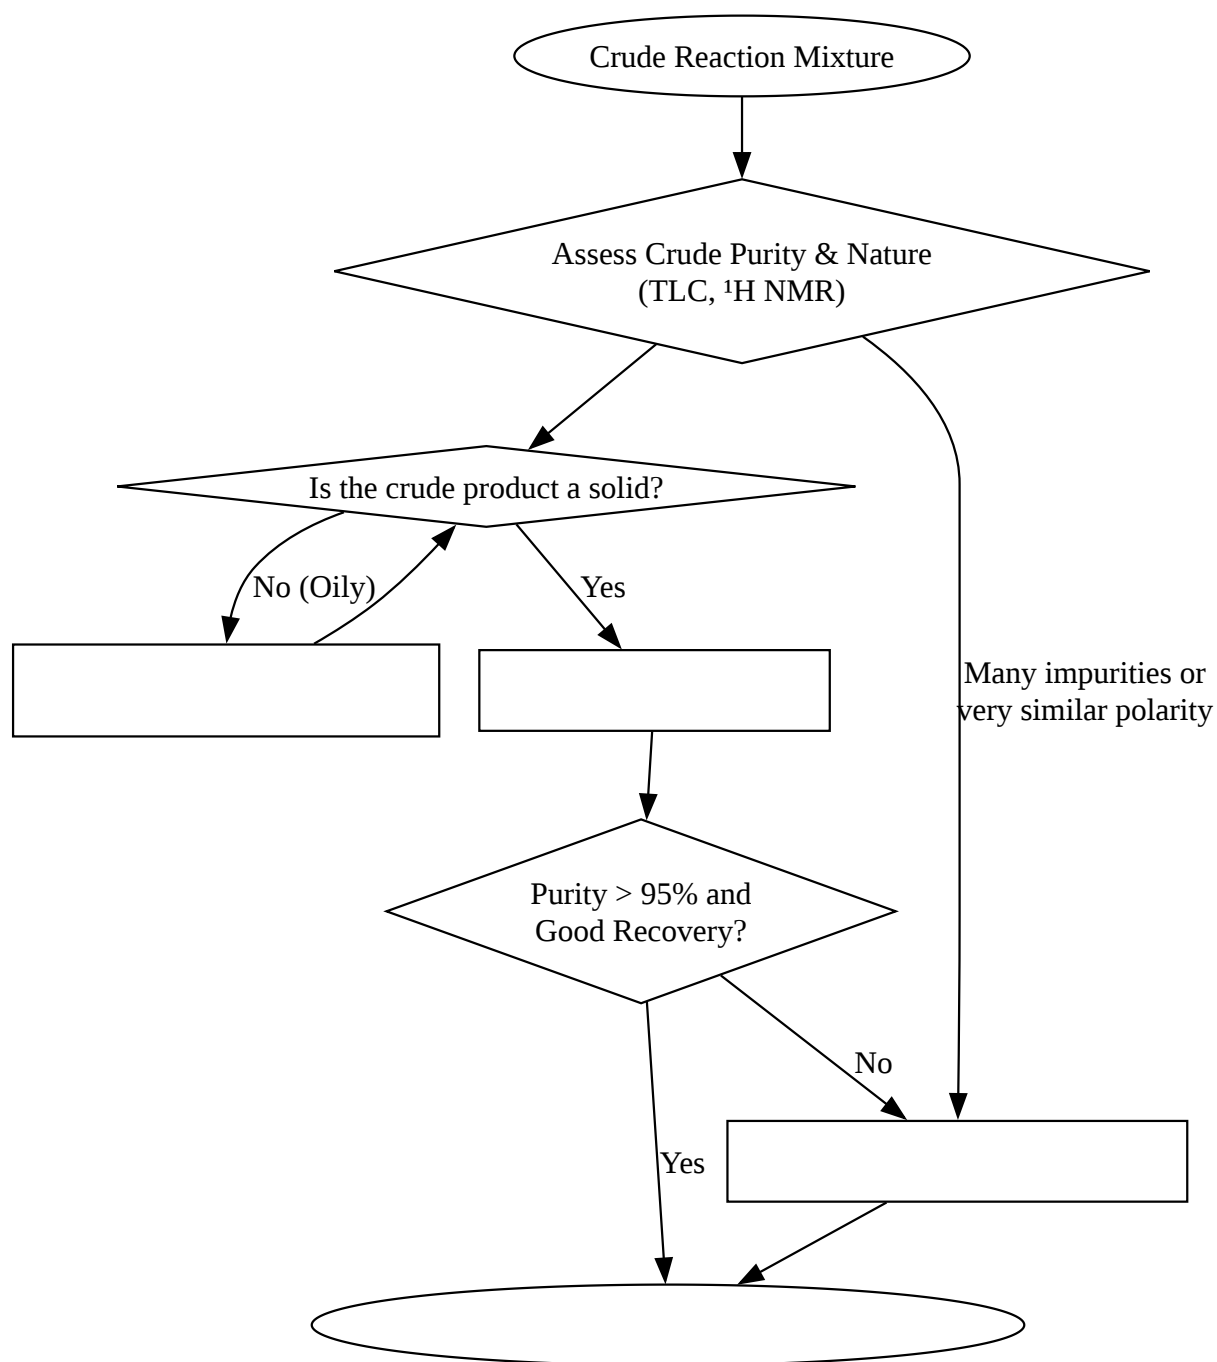 Crude Reaction Mixture
Assess Crude Purity & Nature
(TLC, ¹H NMR)
Is the crude product a solid?
No (Oily)
Yes
Many impurities or
very similar polarity
Purity > 95% and
Good Recovery?
No
Yes